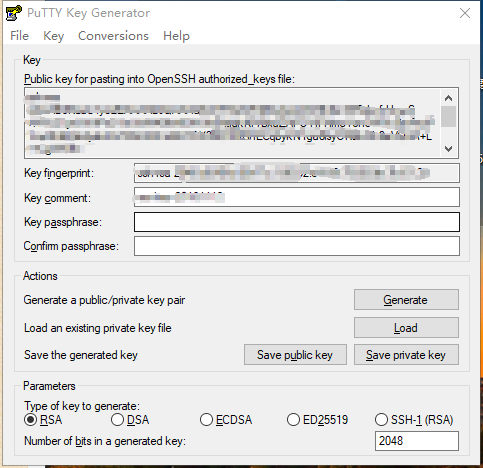 PuTTY Key Generator
File Key Conversions Help
Key
Public key for pasting into OpenSSH authorized_keys file:
Key fingerprint:
Key comment:
Key passphrase:
Confirm passphrase:
Actions
Generate a public/private key pair Generate
Load an existing private key file Load
Save the generated key Save public key Save private key
Parameters
Type of key to generate:
RSA DSA ECDSA ED25519 SSH-1 (RSA)
Number of bits in a generated key: 2048